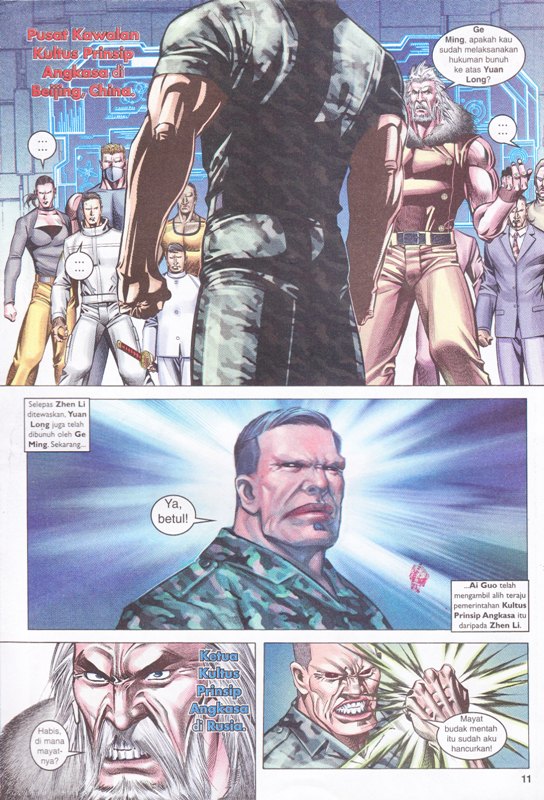 Pusat Kawalan
Kultus Prinsip
Angkasa di
Beijing, China.
Ge
Ming, apakah kau
sudah melaksanakan
hukuman bunuh
ke atas Yuan
Long?
...
...
...
...
...
...
Selepas Zhen Li
ditewaskan, Yuan
Long juga telah
dibunuh oleh Ge
Ming. Sekarang...
Ya,
betul!
...Ai Guo telah
mengambil alih teraju
pemerintahan Kultus
Prinsip Angkasa itu
daripada Zhen Li.
Ketua
Kultus
Prinsip
Angkasa
di Rusia.
Habis,
di mana
mayat-
nya?
Mayat
budak mentah
itu sudah aku
hancurkan!
11